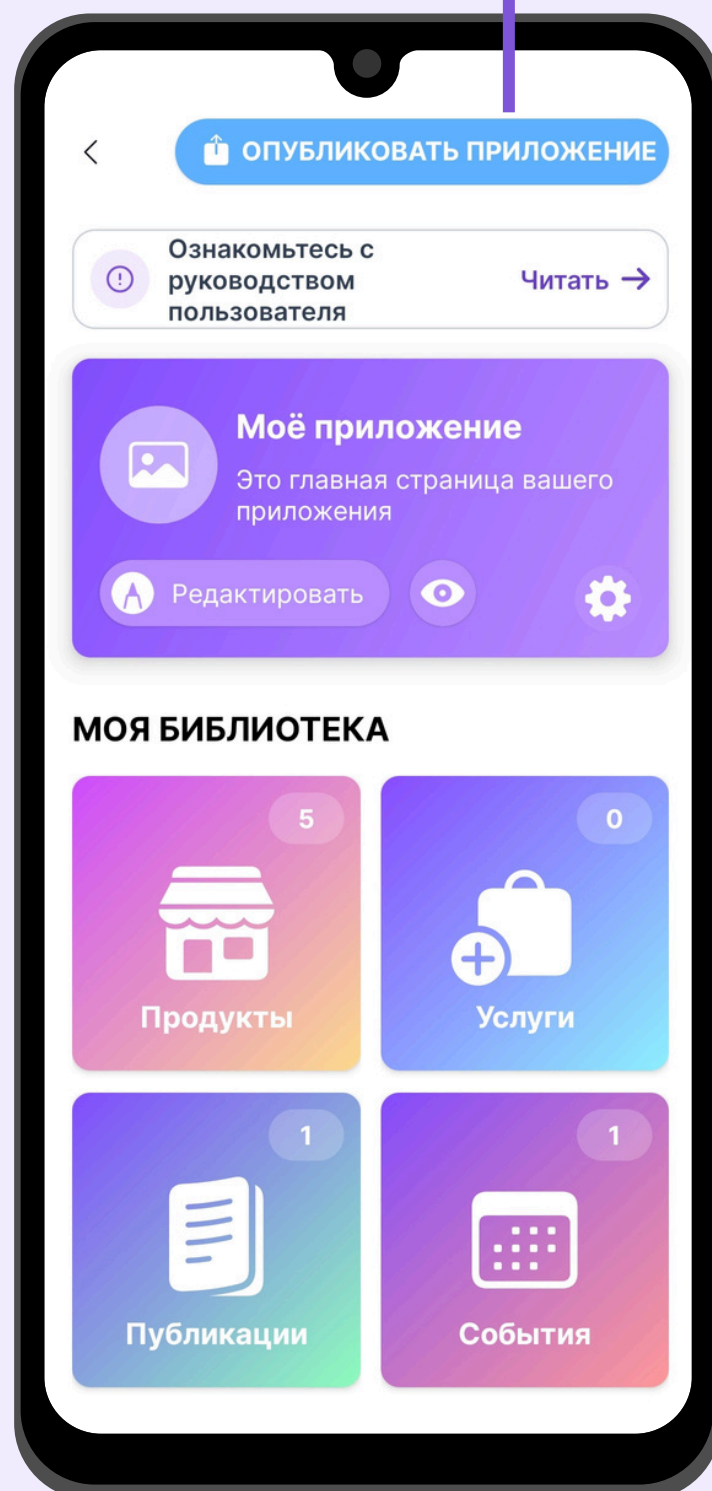 ОПУБЛИКОВАТЬ ПРИЛОЖЕНИЕ
Ознакомьтесь с
руководством
пользователя
Читать →
Моё приложение
Это главная страница вашего
приложения
Редактировать
МОЯ БИБЛИОТЕКА
5
0
Продукты
Услуги
1
1
Публикации
События